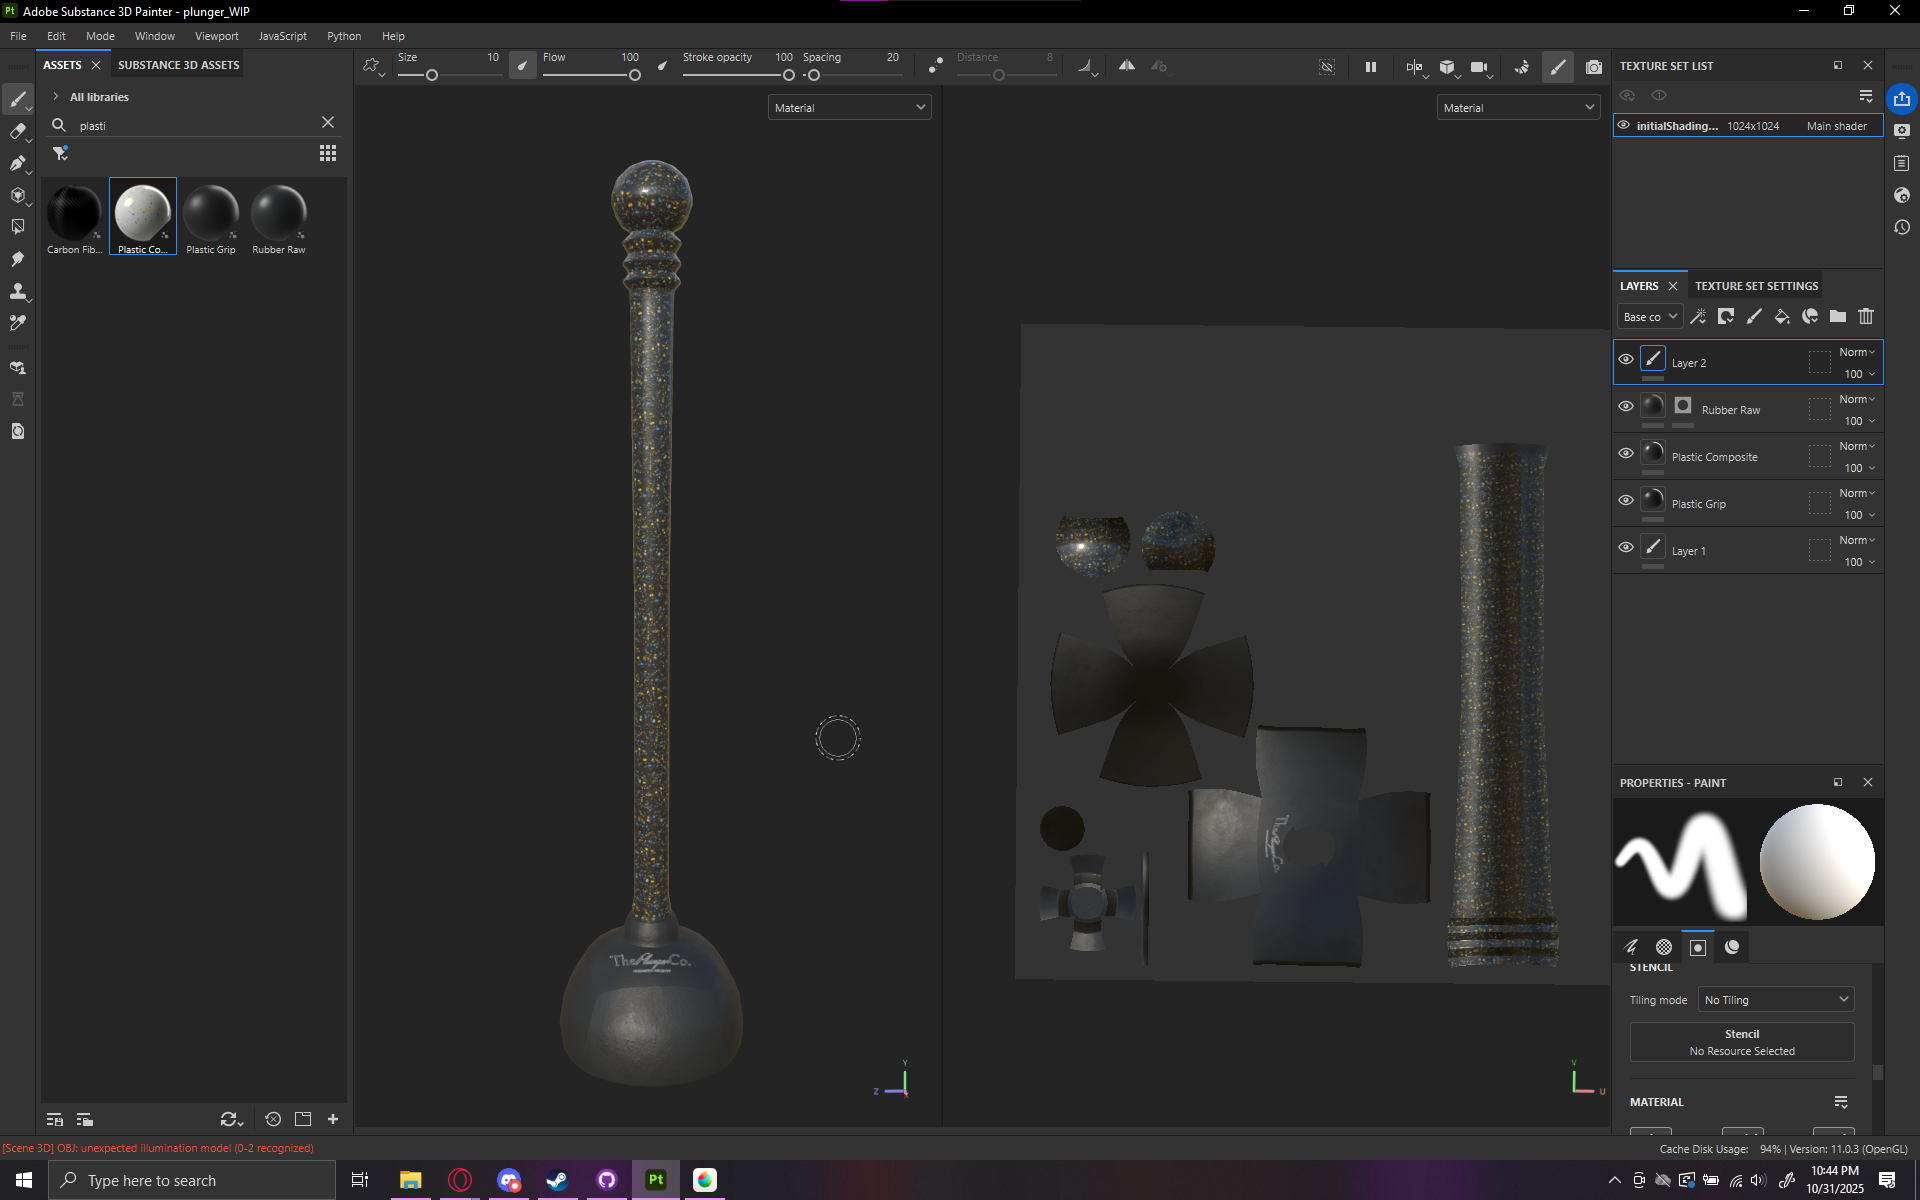 Pt Adobe Substance 3D Painter - plunger_WIP
File Edit Mode Window Viewport JavaScript Python Help
ASSETS
SUBSTANCE 3D ASSETS
All libraries
plasti
Carbon Fib...
Plastic Co...
Plastic Grip
Rubber Raw
Size 10
Flow 100
Stroke opacity 100
Spacing 20
Distance 8
Material
Material
The Plunger Co.
Y
Z
V
U
TEXTURE SET LIST
initialShading... 1024x1024 Main shader
LAYERS
TEXTURE SET SETTINGS
Base co
Layer 2
Norm
100
Rubber Raw
Norm
100
Plastic Composite
Norm
100
Plastic Grip
Norm
100
Layer 1
Norm
100
PROPERTIES - PAINT
STENCIL
Tiling mode No Tiling
Stencil
No Resource Selected
MATERIAL
[Scene 3D] OBJ: unexpected illumination model (0-2 recognized)
Cache Disk Usage: 94% | Version: 11.0.3 (OpenGL)
Type here to search
Pt
10:44 PM
10/31/2025